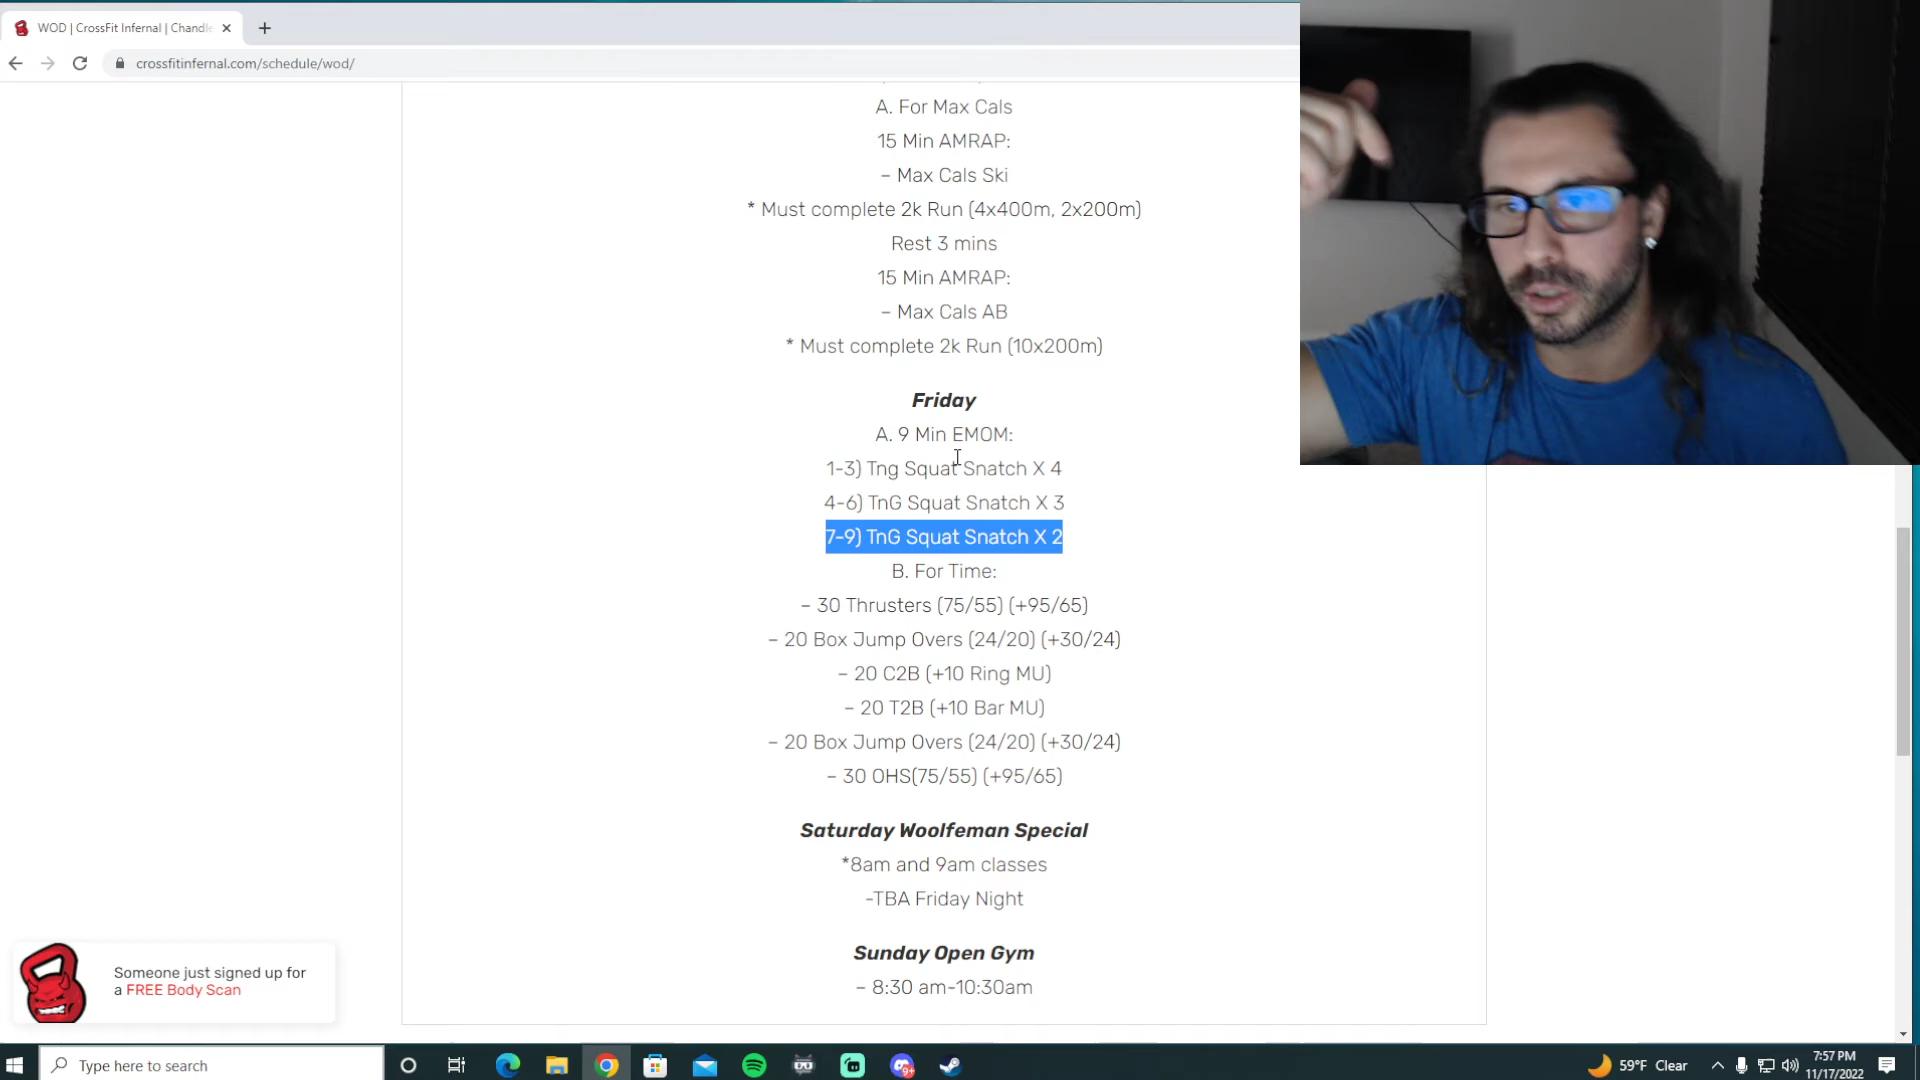 WOD | CrossFit Infernal | Chandle
crossfitinfernal.com/schedule/wod/
A. For Max Cals
15 Min AMRAP:
– Max Cals Ski
* Must complete 2k Run (4x400m, 2x200m)
Rest 3 mins
15 Min AMRAP:
– Max Cals AB
* Must complete 2k Run (10x200m)
Friday
A. 9 Min EMOM:
1-3) Tng Squat Snatch X 4
4-6) TnG Squat Snatch X 3
7-9) TnG Squat Snatch X 2
B. For Time:
– 30 Thrusters (75/55) (+95/65)
– 20 Box Jump Overs (24/20) (+30/24)
– 20 C2B (+10 Ring MU)
– 20 T2B (+10 Bar MU)
– 20 Box Jump Overs (24/20) (+30/24)
– 30 OHS(75/55) (+95/65)
Saturday Woolfeman Special
*8am and 9am classes
-TBA Friday Night
Sunday Open Gym
– 8:30 am-10:30am
Someone just signed up for
a FREE Body Scan
Type here to search
9+
59°F Clear
7:57 PM
11/17/2022